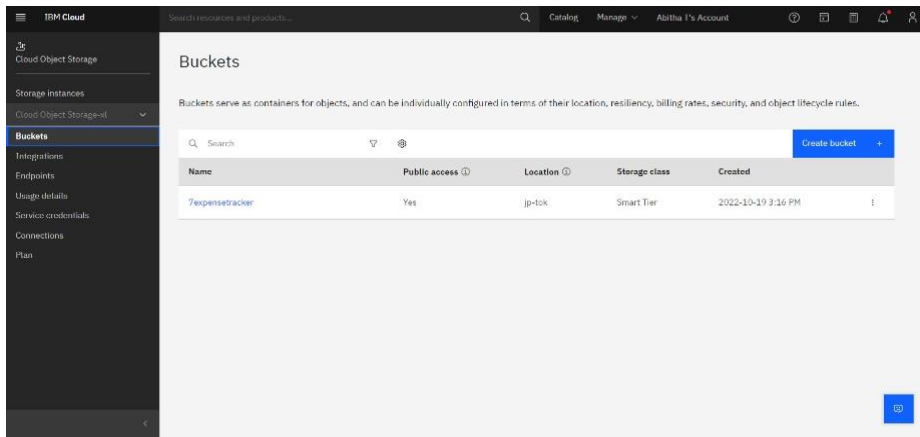 IBM Cloud
Search resources and products...
Catalog
Manage
Abitha I's Account
Cloud Object Storage
Storage instances
Cloud Object Storage-xl
Buckets
Integrations
Endpoints
Usage details
Service credentials
Connections
Plan
Buckets
Buckets serve as containers for objects, and can be individually configured in terms of their location, resiliency, billing rates, security, and object lifecycle rules.
Search
Create bucket +
Name Public access Location Storage class Created
7expensetracker Yes jp-tok Smart Tier 2022-10-19 3:16 PM